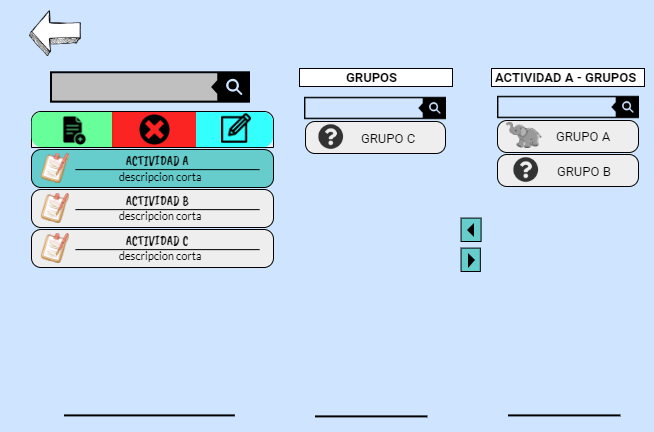 ACTIVIDAD A
descripcion corta
ACTIVIDAD B
descripcion corta
ACTIVIDAD C
descripcion corta
GRUPOS
GRUPO C
ACTIVIDAD A - GRUPOS
GRUPO A
GRUPO B